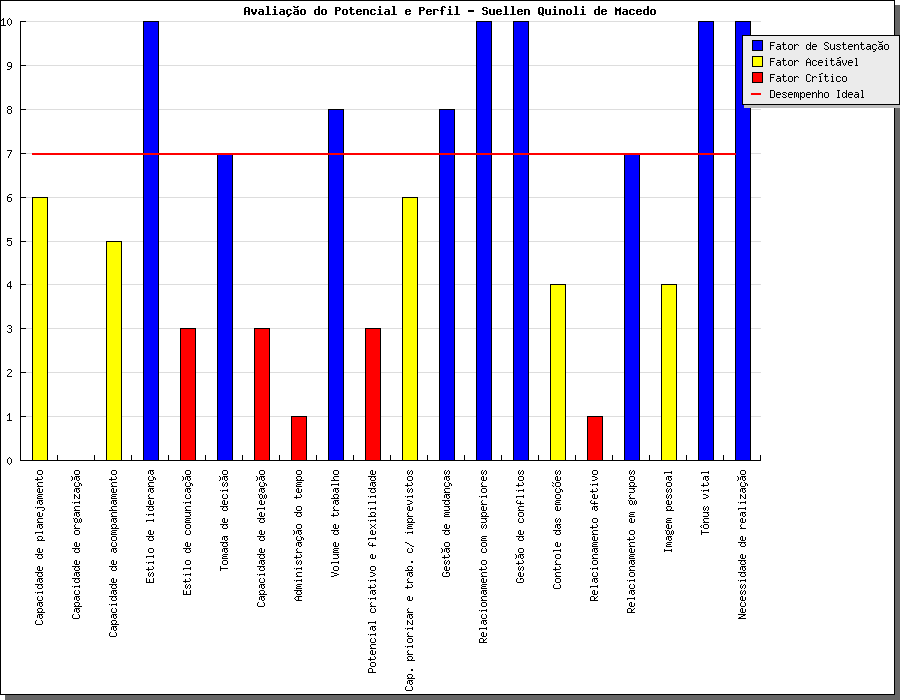 Avaliação do Potencial e Perfil - Suellen Quinoli de Macedo
Fator de Sustentação
Fator Aceitável
Fator Crítico
Desempenho Ideal
10
9
8
7
6
5
4
3
2
1
0
Capacidade de planejamento
Capacidade de organização
Capacidade de acompanhamento
Estilo de liderança
Estilo de comunicação
Tomada de decisão
Capacidade de delegação
Administração do tempo
Volume de trabalho
Potencial criativo e flexibilidade
Cap. priorizar e trab. c/ imprevistos
Gestão de mudanças
Relacionamento com superiores
Gestão de conflitos
Controle das emoções
Relacionamento afetivo
Relacionamento em grupos
Imagem pessoal
Tônus vital
Necessidade de realização